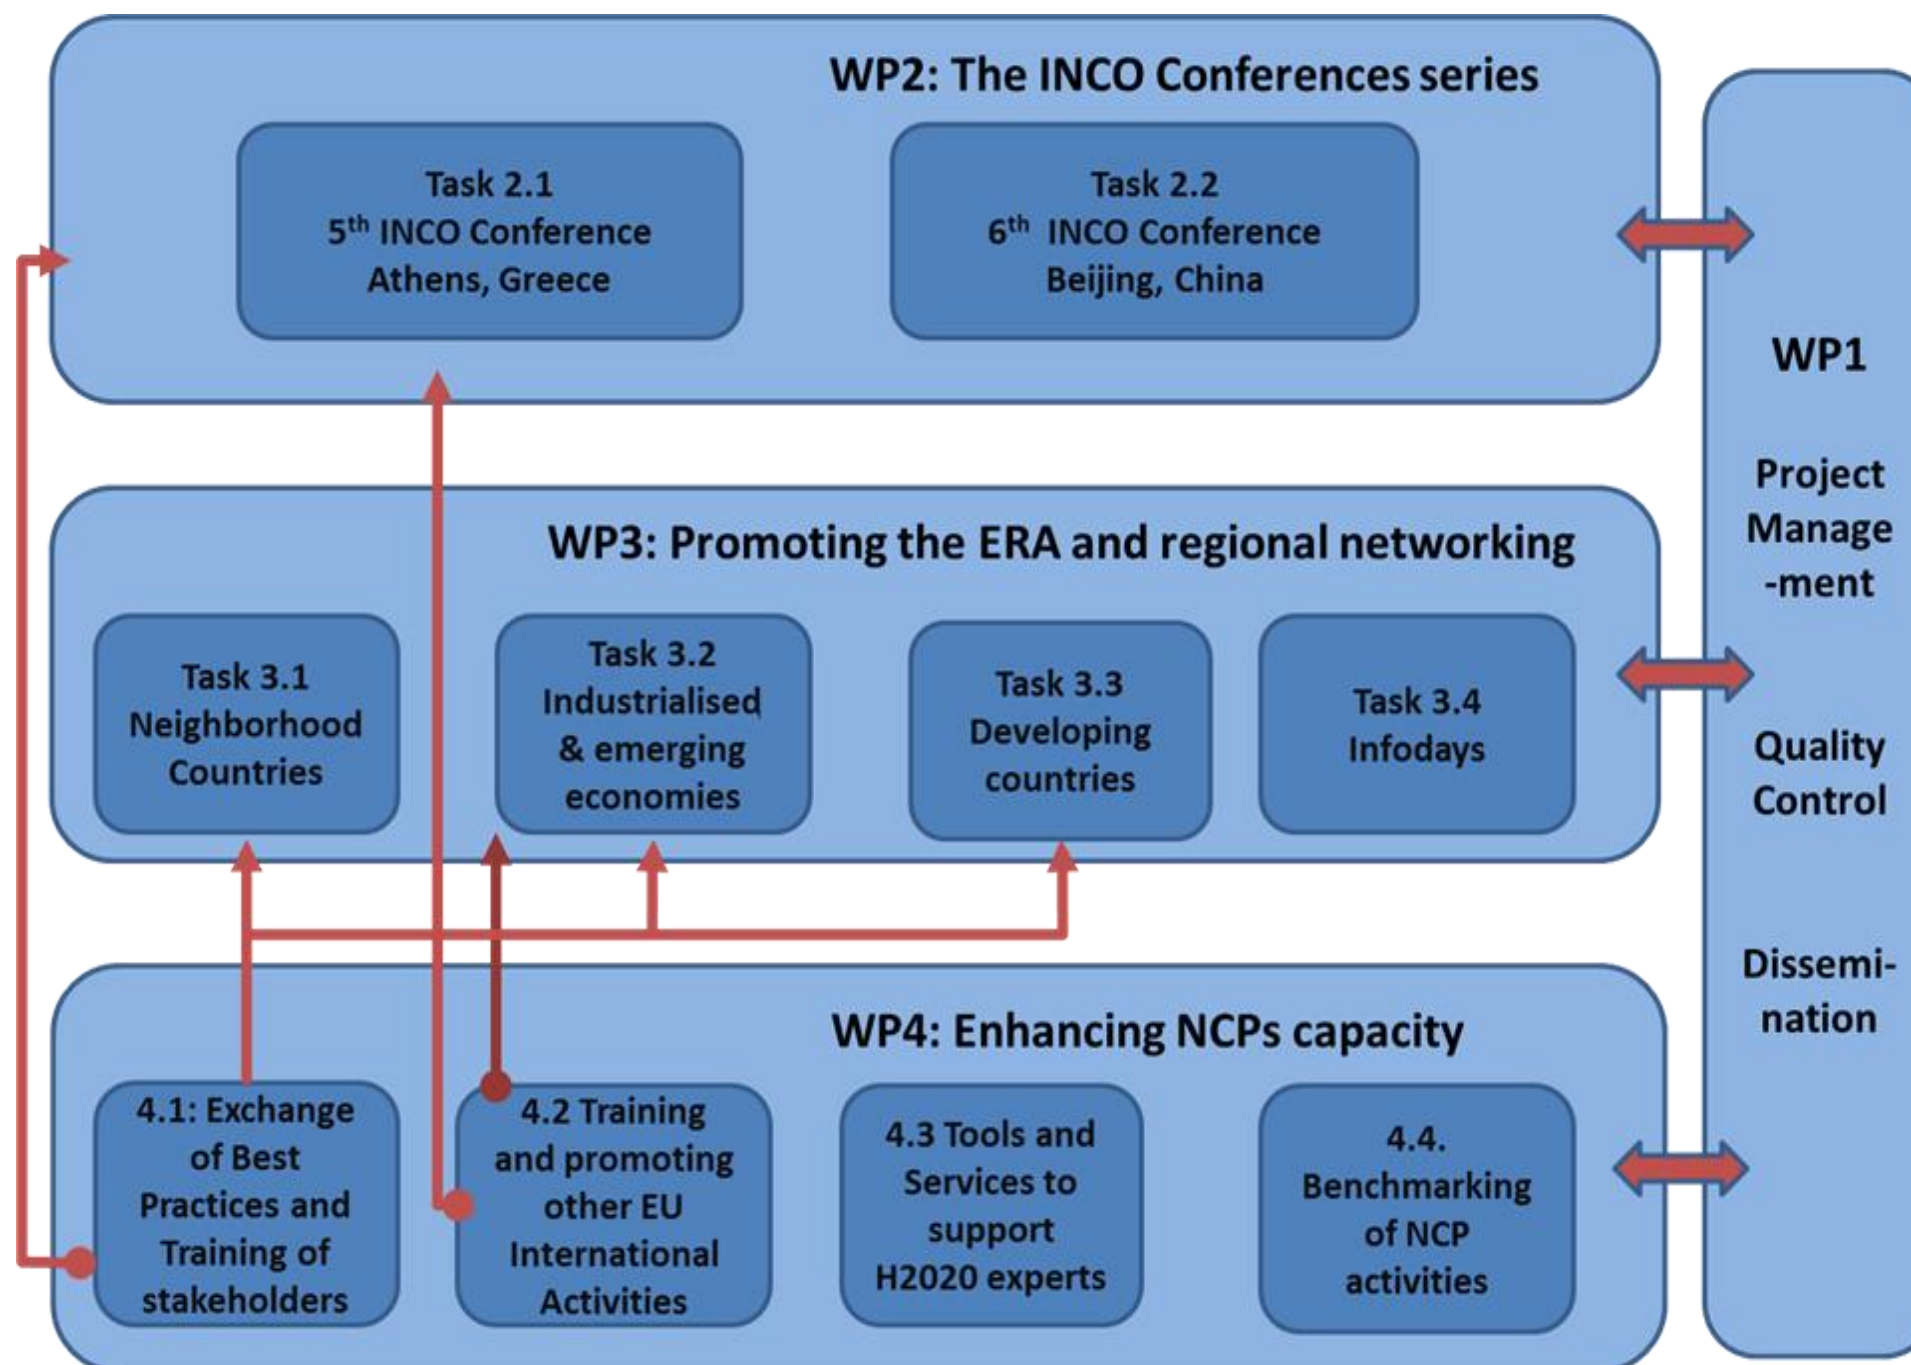 WP2: The INCO Conferences series
Task 2.1
5th INCO Conference
Athens, Greece
Task 2.2
6th INCO Conference
Beijing, China
WP3: Promoting the ERA and regional networking
Task 3.1
Neighborhood
Countries
Task 3.2
Industrialised
& emerging
economies
Task 3.3
Developing
countries
Task 3.4
Infodays
WP4: Enhancing NCPs capacity
4.1: Exchange
of Best
Practices and
Training of
stakeholders
4.2 Training
and promoting
other EU
International
Activities
4.3 Tools and
Services to
support
H2020 experts
4.4.
Benchmarking
of NCP
activities
WP1
Project
Manage
-ment
Quality
Control
Dissemi-
nation